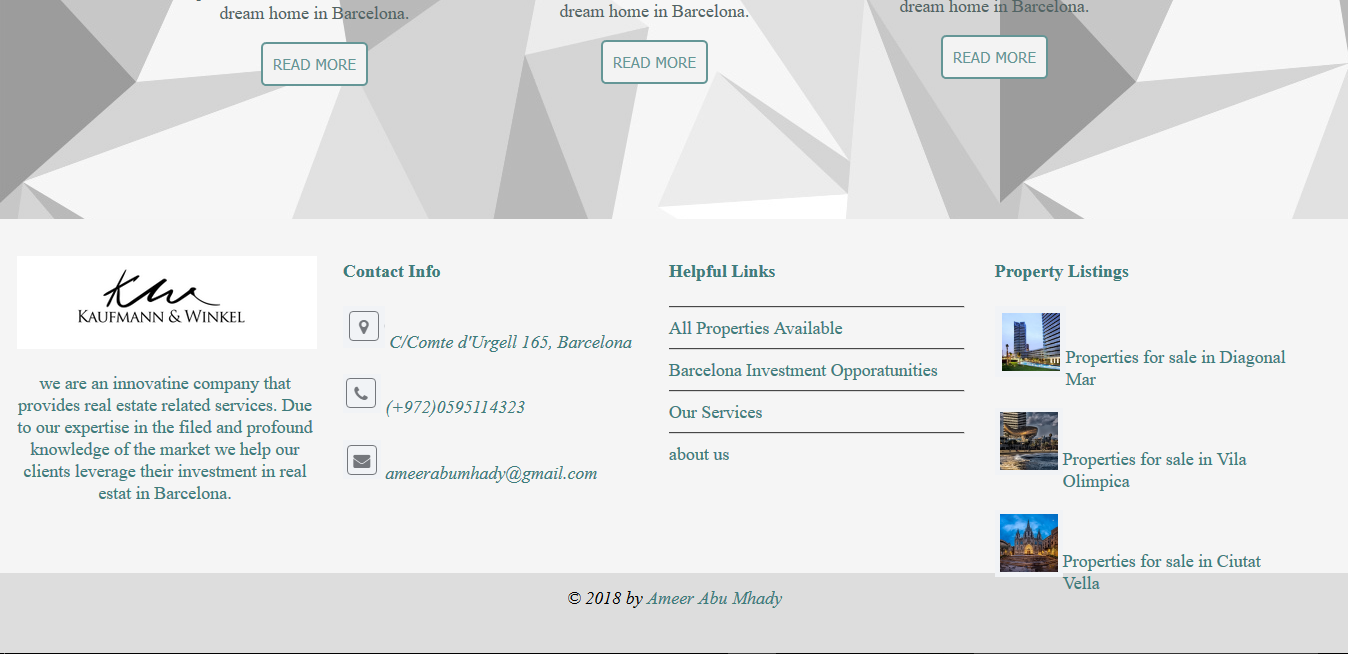 dream home in Barcelona.
dream home in Barcelona.
dream home in Barcelona.
READ MORE
READ MORE
READ MORE
KAUFMANN & WINKEL
we are an innovatine company that
provides real estate related services. Due
to our expertise in the filed and profound
knowledge of the market we help our
clients leverage their investment in real
estat in Barcelona.
Contact Info
C/Comte d'Urgell 165, Barcelona
(+972)0595114323
ameerabumhady@gmail.com
Helpful Links
All Properties Available
Barcelona Investment Opporatunities
Our Services
about us
Property Listings
Properties for sale in Diagonal
Mar
Properties for sale in Vila
Olimpica
Properties for sale in Ciutat
Vella
© 2018 by Ameer Abu Mhady